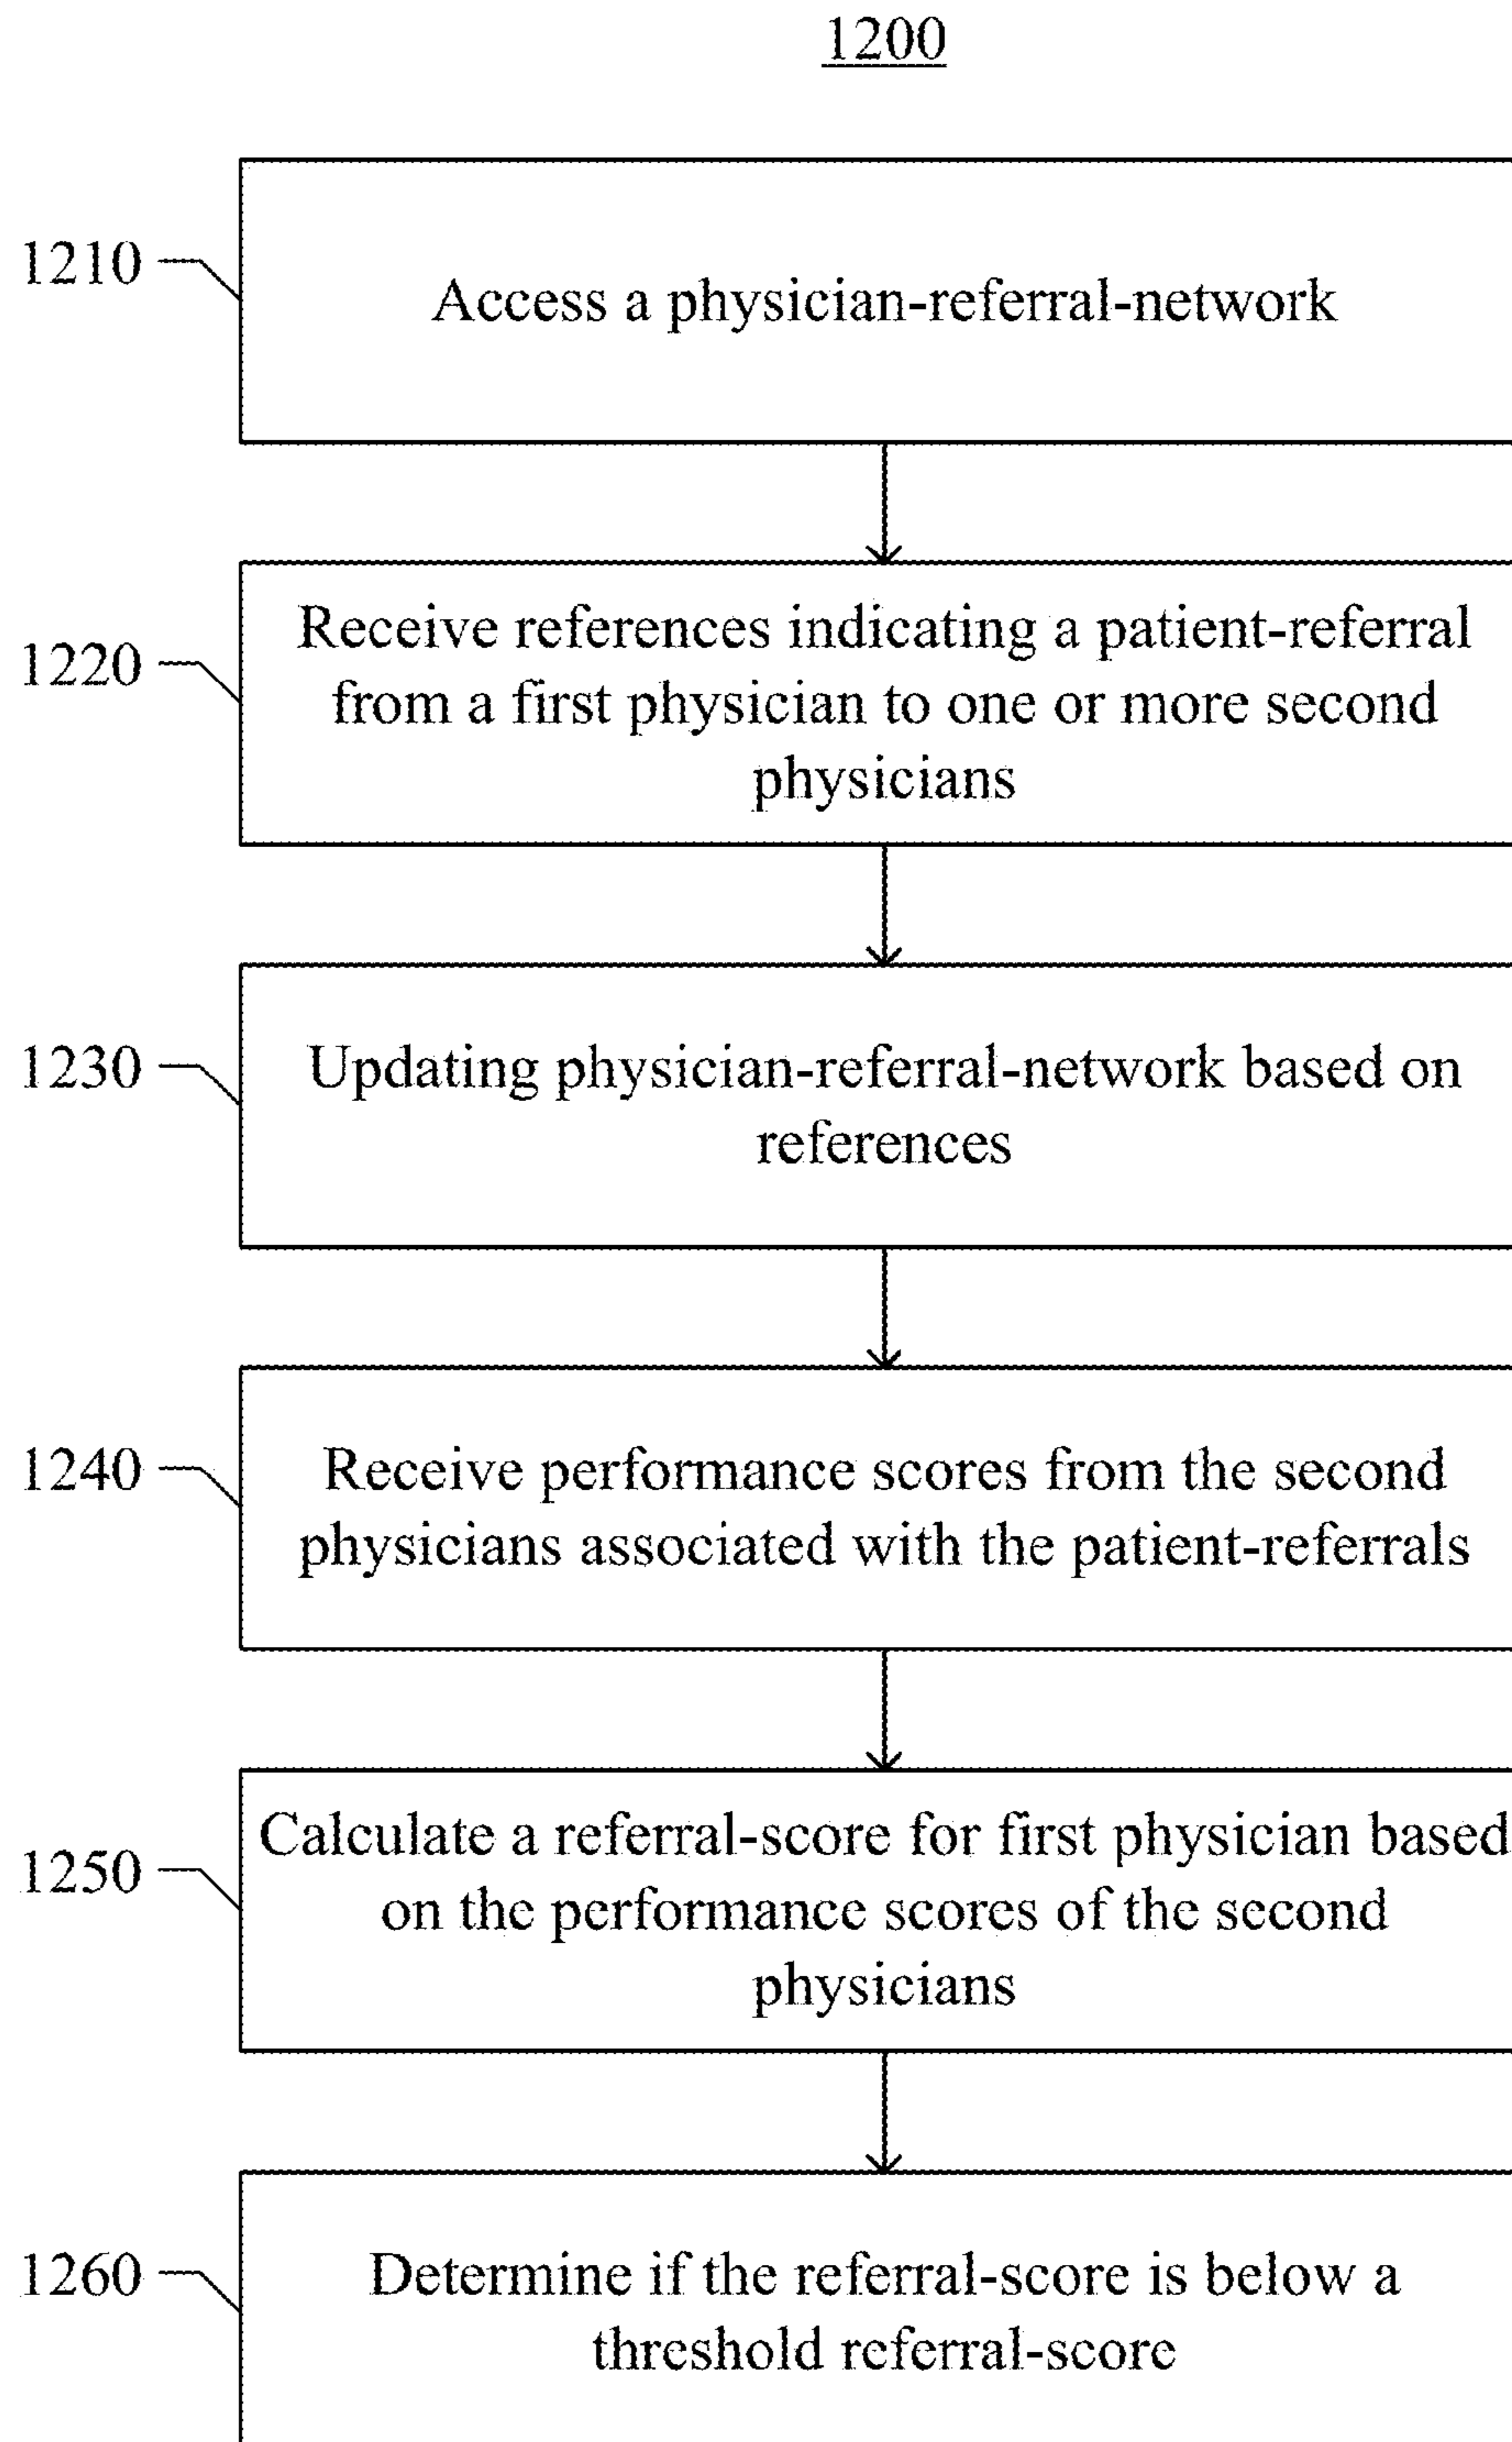 1200
1210
Access a physician-referral-network
1220
Receive references indicating a patient-referral
from a first physician to one or more second
physicians
1230
Updating physician-referral-network based on
references
1240
Receive performance scores from the second
physicians associated with the patient-referrals
1250
Calculate a referral-score for first physician based
on the performance scores of the second
physicians
1260
Determine if the referral-score is below a
threshold referral-score